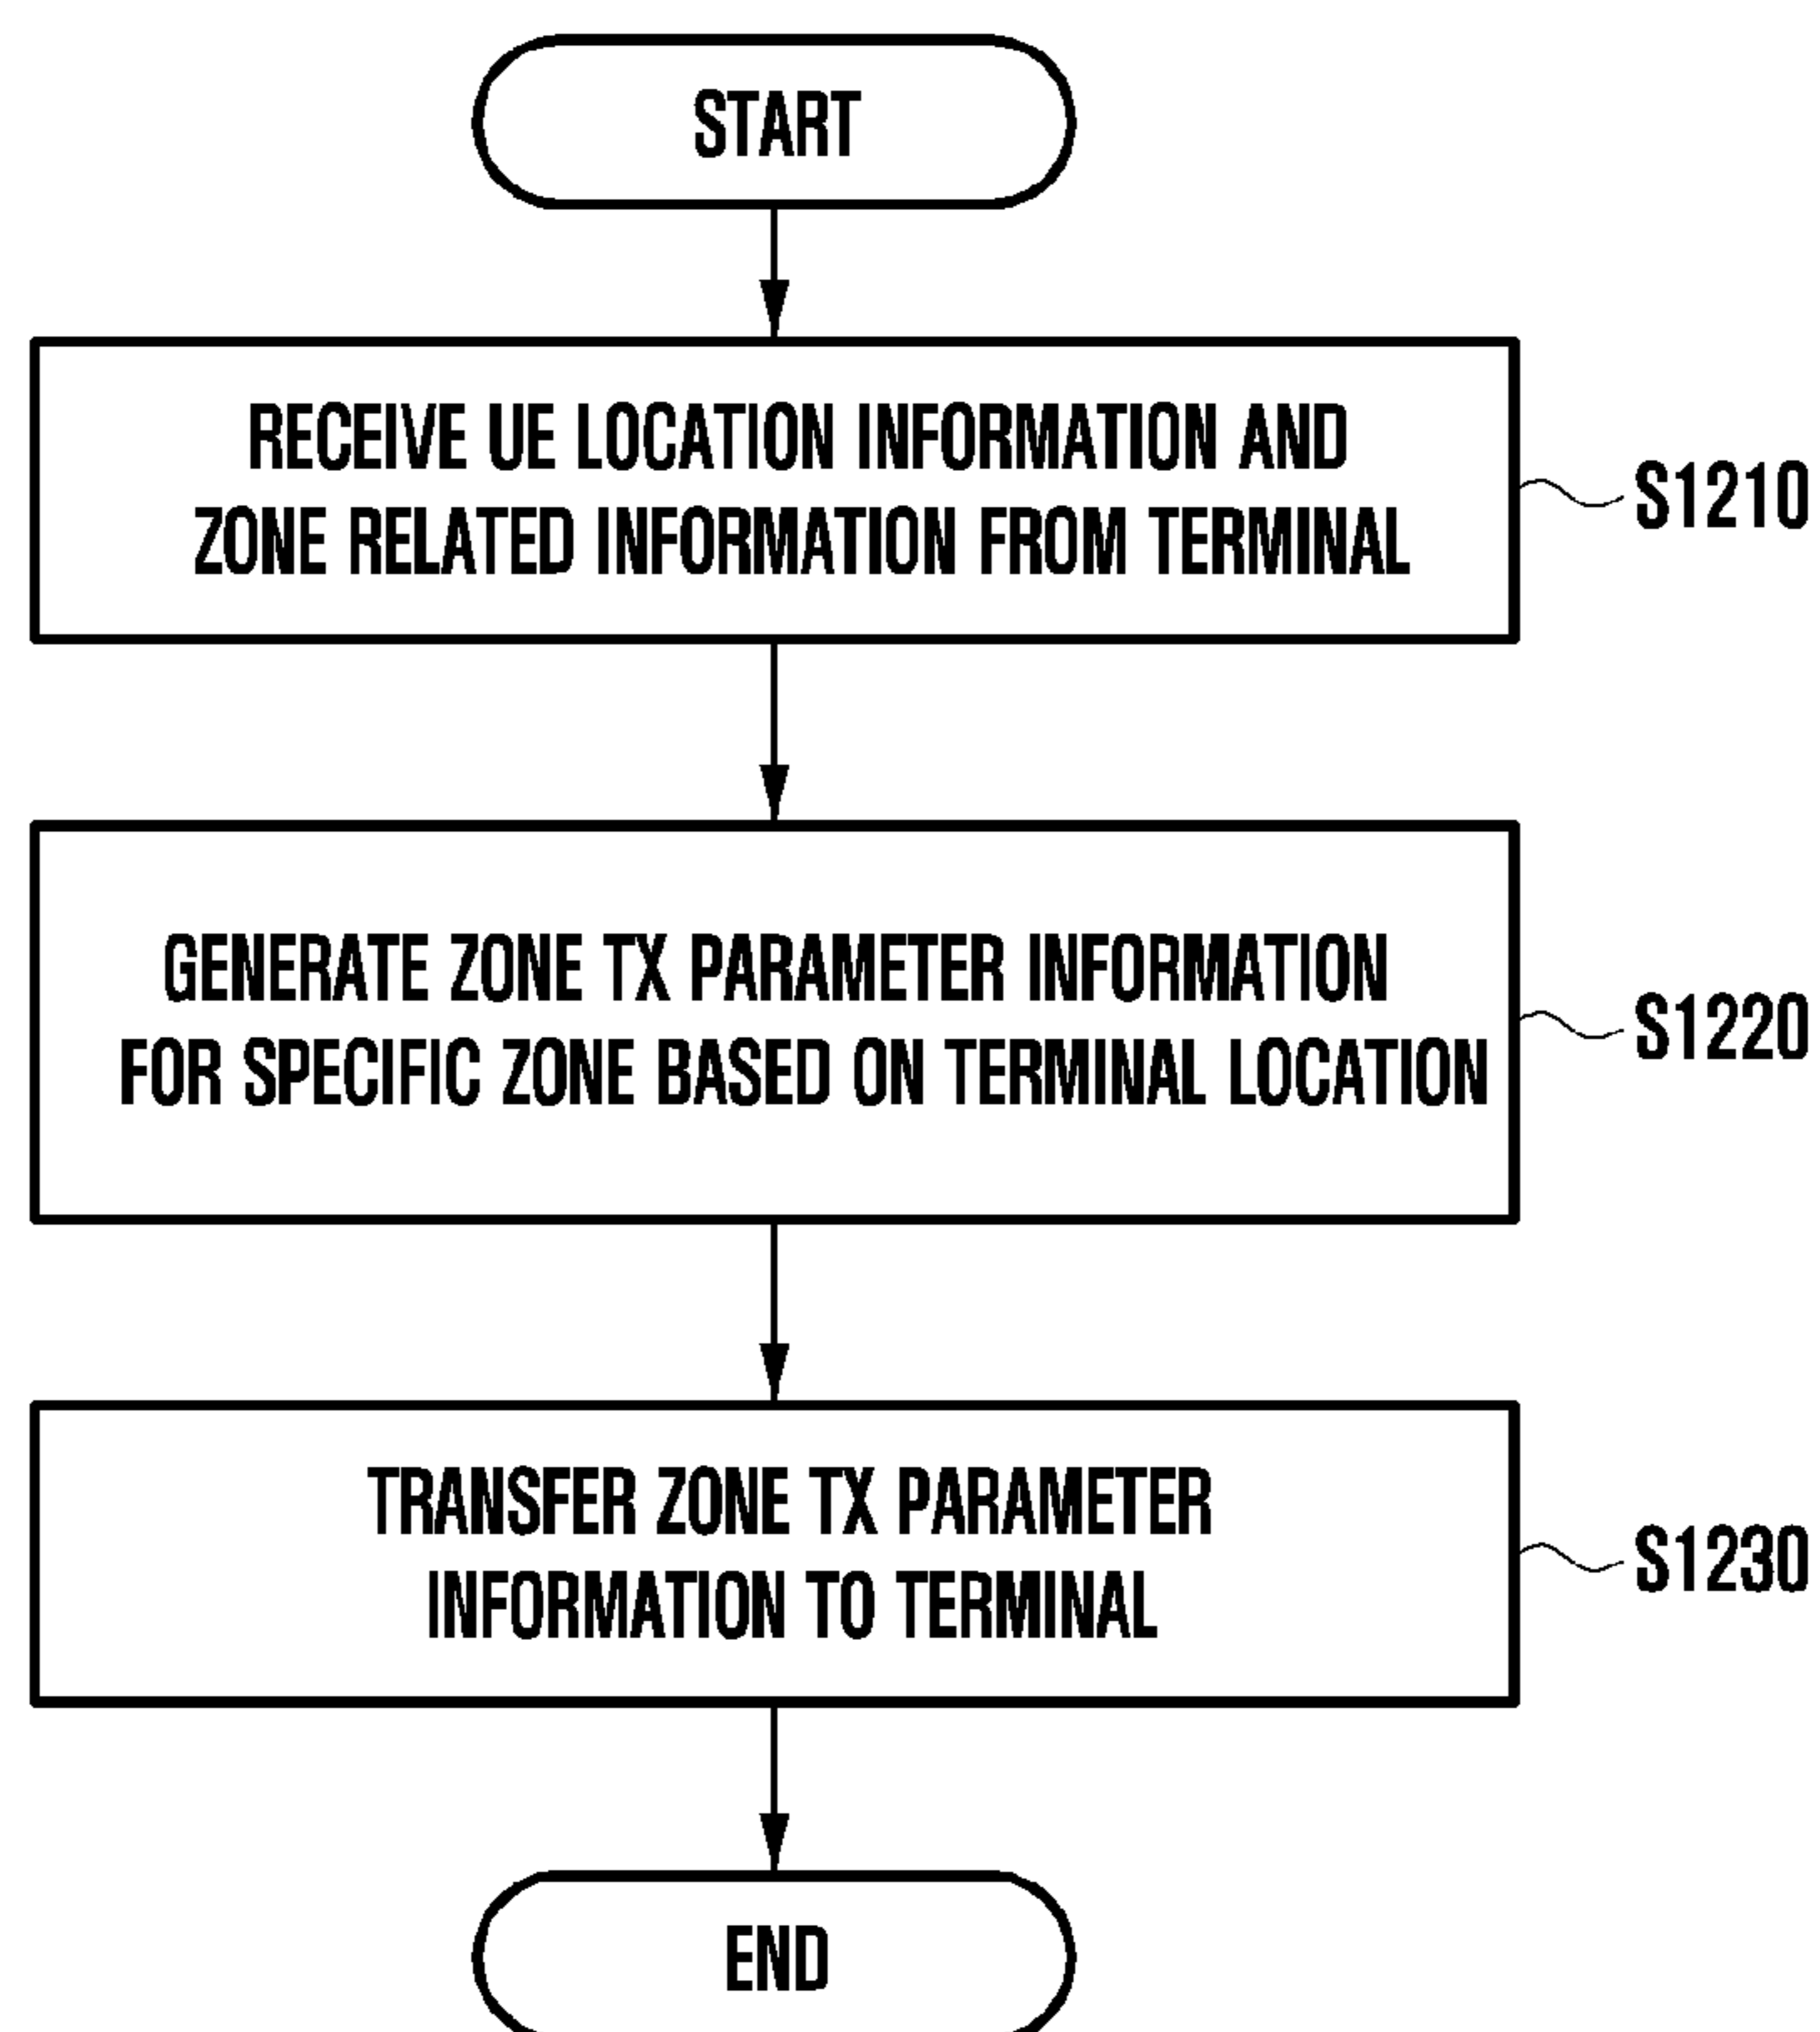 START
RECEIVE UE LOCATION INFORMATION AND
ZONE RELATED INFORMATION FROM TERMINAL
S1210
GENERATE ZONE TX PARAMETER INFORMATION
FOR SPECIFIC ZONE BASED ON TERMINAL LOCATION
S1220
TRANSFER ZONE TX PARAMETER
INFORMATION TO TERMINAL
S1230
END